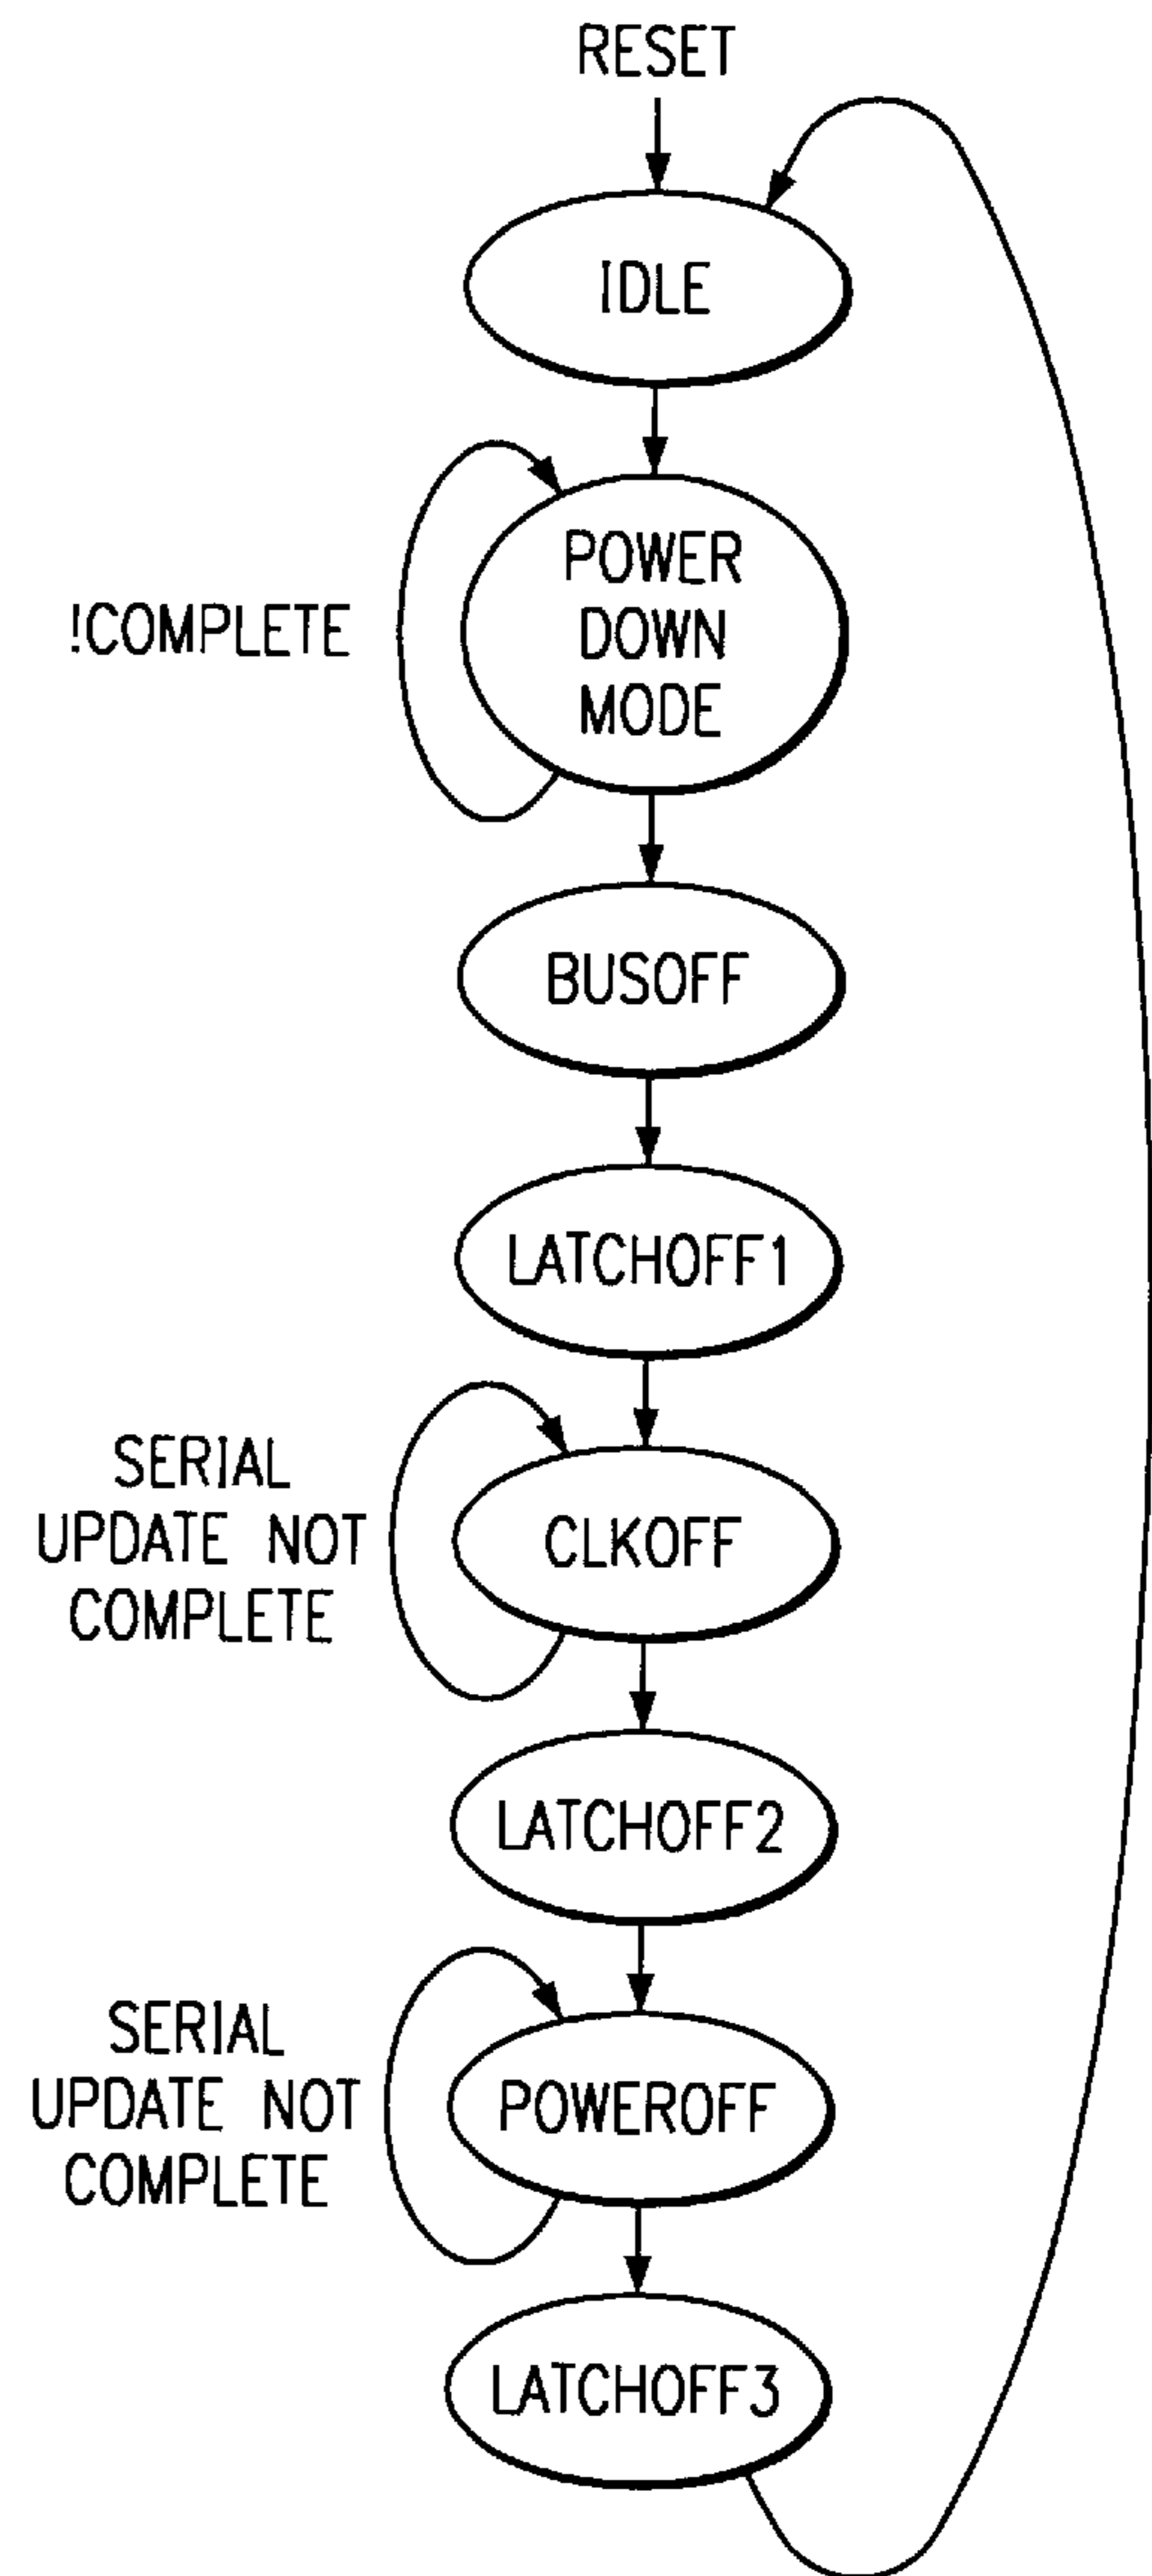 RESET
IDLE
POWER
DOWN
MODE
!COMPLETE
BUSOFF
LATCHOFF1
SERIAL
UPDATE NOT
COMPLETE
CLKOFF
LATCHOFF2
SERIAL
UPDATE NOT
COMPLETE
POWEROFF
LATCHOFF3